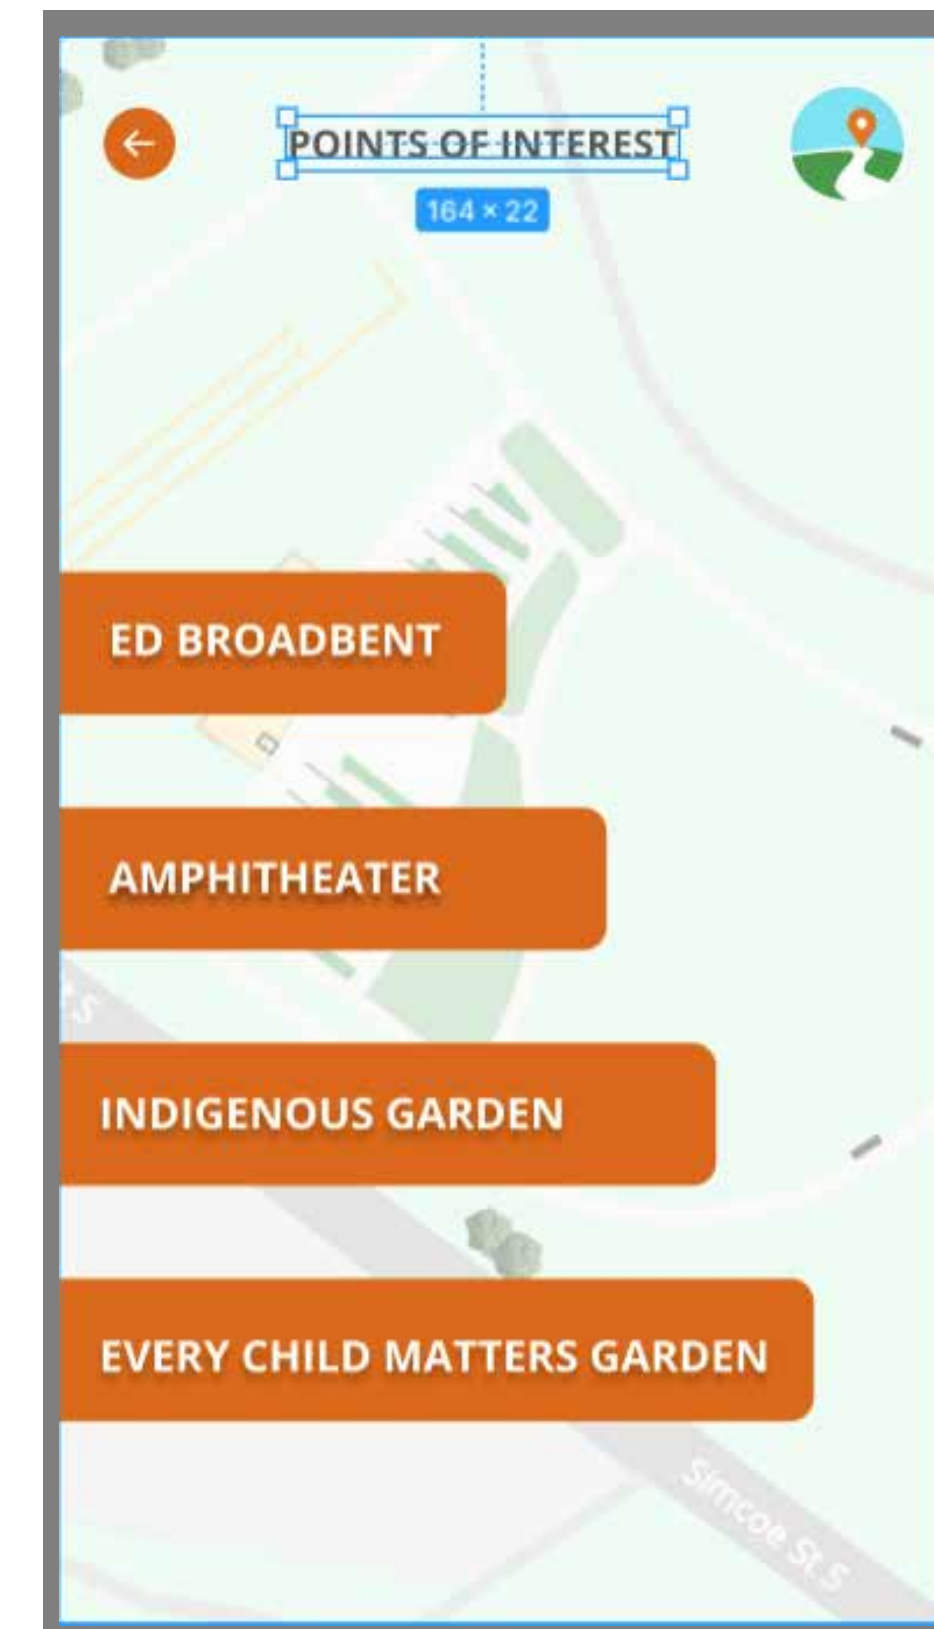 POINTS OF INTEREST
164 × 22
ED BROADBENT
AMPHITHEATER
S
INDIGENOUS GARDEN
EVERY CHILD MATTERS GARDEN
Simcoe St S